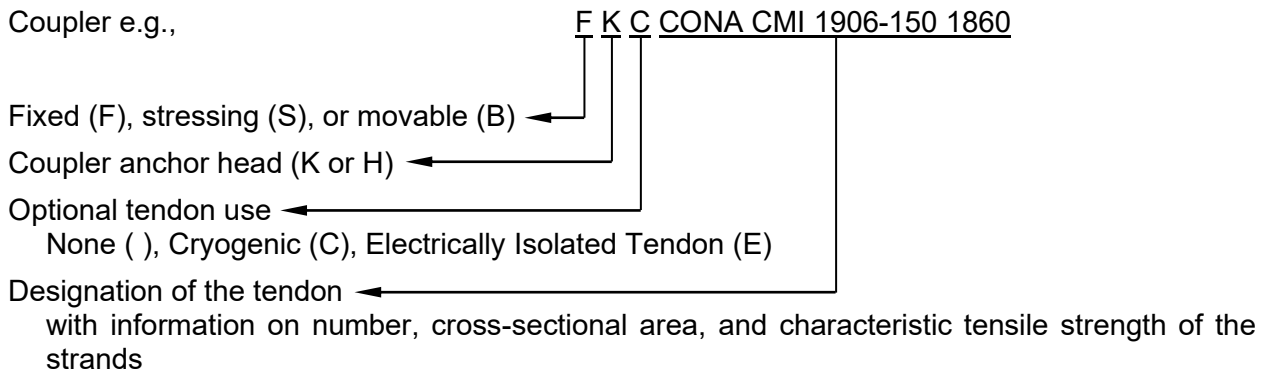 Coupler e.g., F K C CONA CMI 1906-150 1860
Fixed (F), stressing (S), or movable (B)
Coupler anchor head (K or H)
Optional tendon use
None ( ), Cryogenic (C), Electrically Isolated Tendon (E)
Designation of the tendon
with information on number, cross-sectional area, and characteristic tensile strength of the
strands